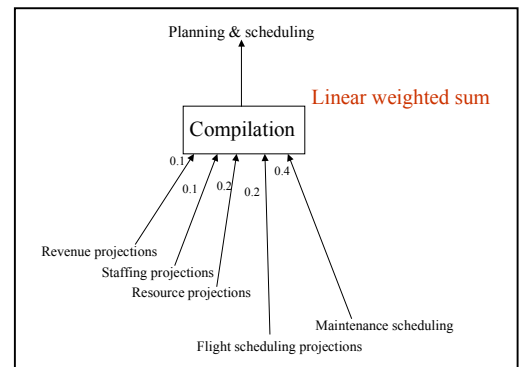 Planning & scheduling
Linear weighted sum
Compilation
0.1
0.1
0.2
0.2
0.4
Revenue projections
Staffing projections
Resource projections
Maintenance scheduling
Flight scheduling projections